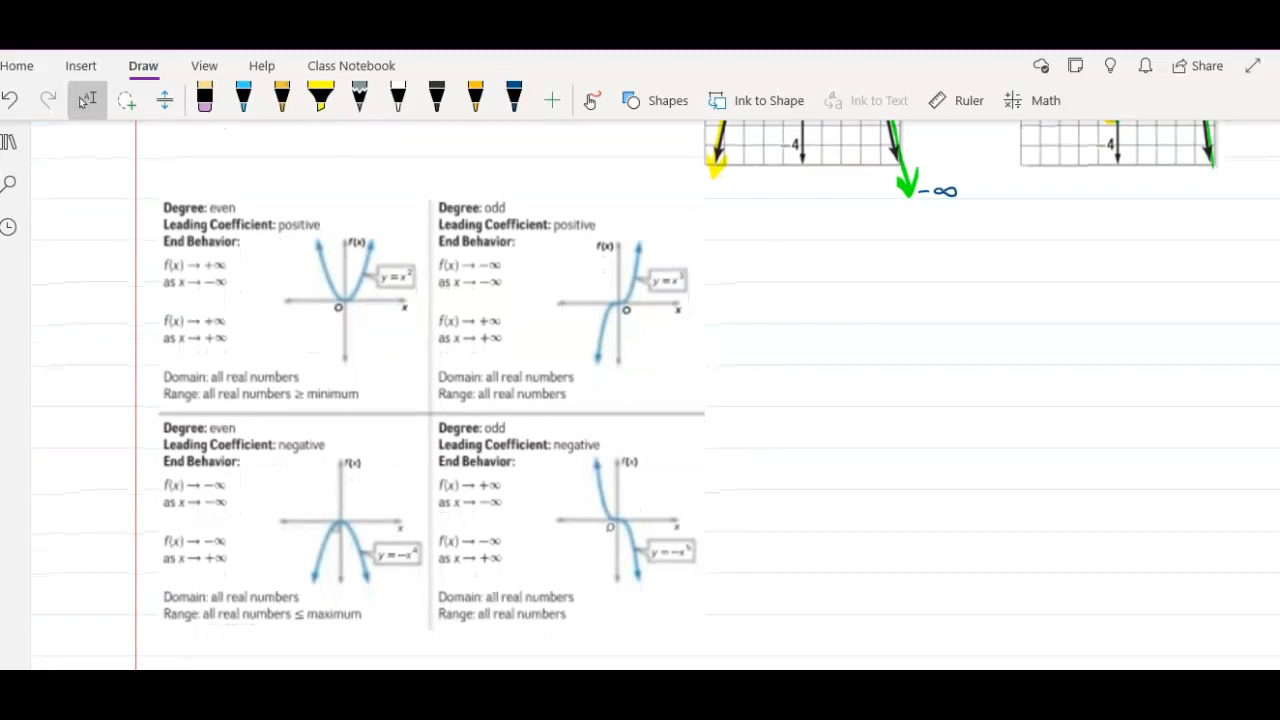 Home Insert Draw View Help Class Notebook Share
Shapes Ink to Shape Ink to Text Ruler Math
-4 -4
-∞
Degree: even
Leading Coefficient: positive
End Behavior:
f(x) → +∞
as x → -∞
f(x) → +∞
as x → +∞
f(x)
y = x²
O x
Domain: all real numbers
Range: all real numbers ≥ minimum
Degree: odd
Leading Coefficient: positive
End Behavior:
f(x) → -∞
as x → -∞
f(x) → +∞
as x → +∞
f(x)
y = x³
O x
Domain: all real numbers
Range: all real numbers
Degree: even
Leading Coefficient: negative
End Behavior:
f(x) → -∞
as x → -∞
f(x) → -∞
as x → +∞
f(x)
x
y = -x⁴
Domain: all real numbers
Range: all real numbers ≤ maximum
Degree: odd
Leading Coefficient: negative
End Behavior:
f(x) → +∞
as x → -∞
f(x) → -∞
as x → +∞
f(x)
O x
y = -x⁵
Domain: all real numbers
Range: all real numbers